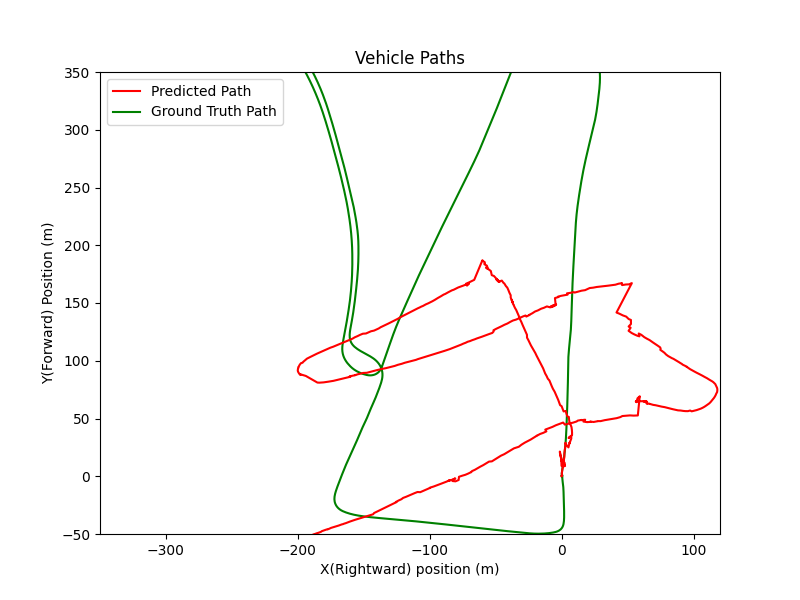 Vehicle Paths
Predicted Path
Ground Truth Path
350
300
250
200
150
100
50
0
−50
Y(Forward) Position (m)
−300
−200
−100
0
100
X(Rightward) position (m)